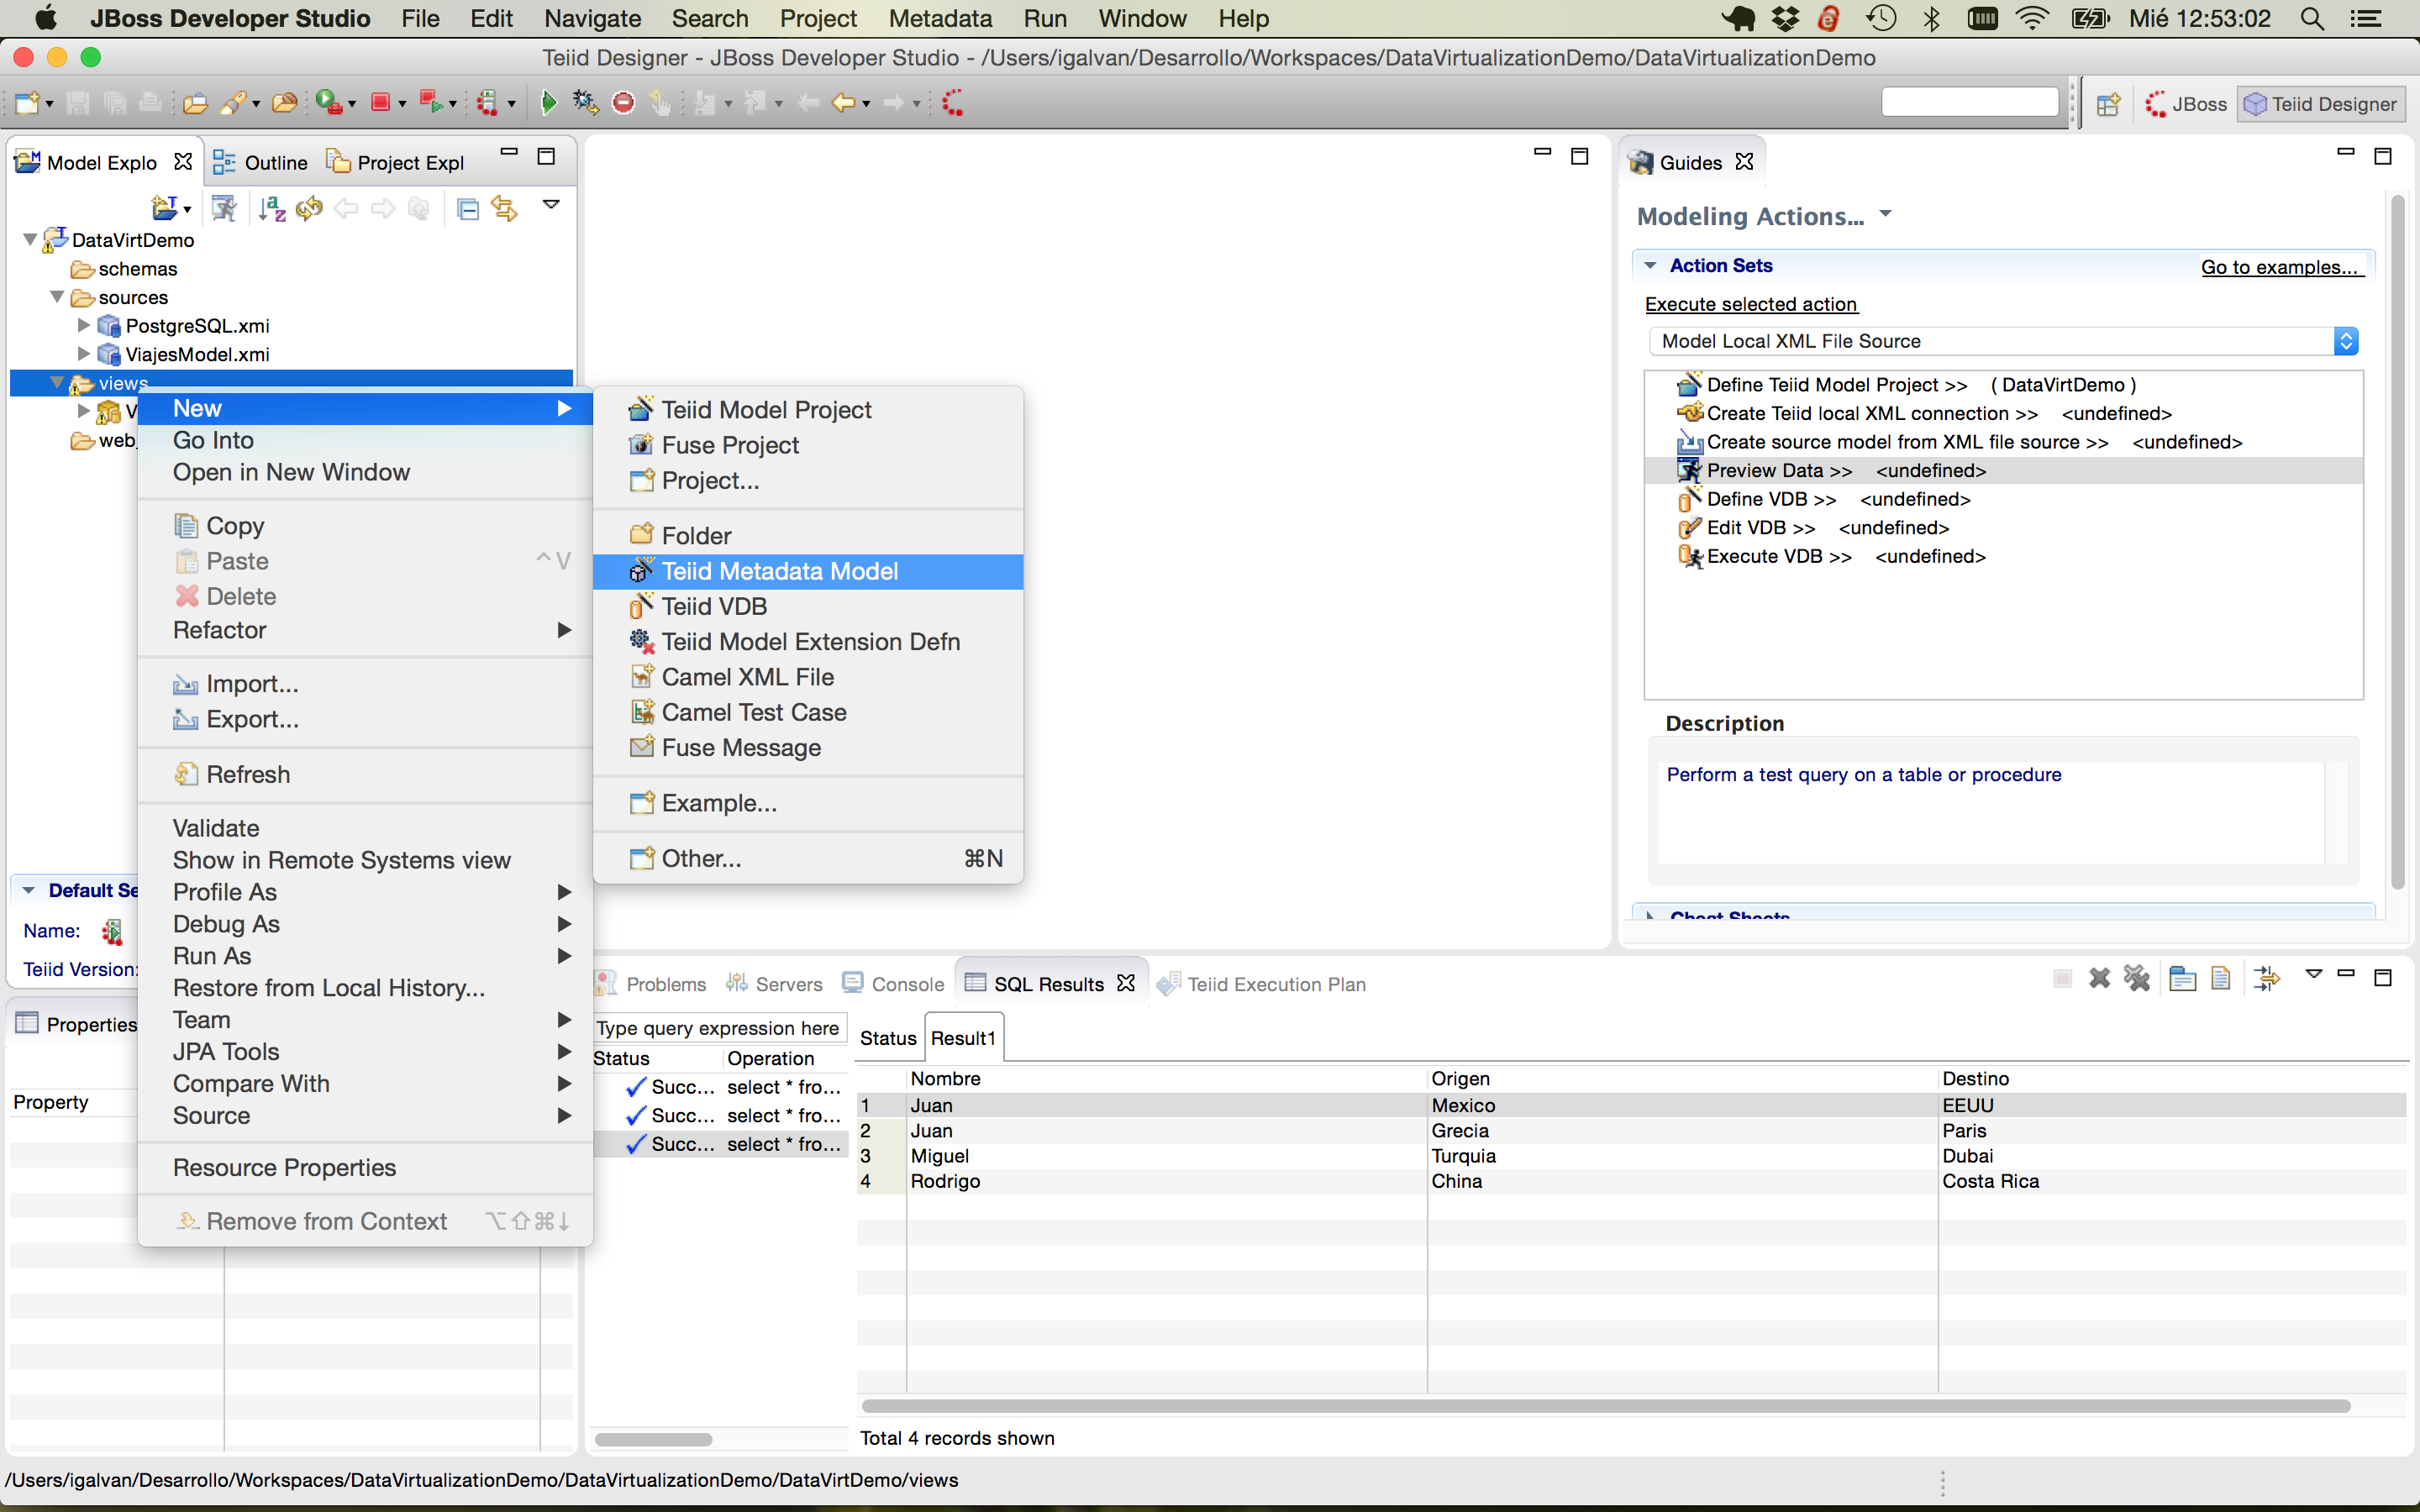 JBoss Developer Studio File Edit Navigate Search Project Metadata Run Window Help Mié 12:53:02
Teiid Designer - JBoss Developer Studio - /Users/igalvan/Desarrollo/Workspaces/DataVirtualizationDemo/DataVirtualizationDemo
JBoss Teiid Designer
Model Explo Outline Project Expl
DataVirtDemo
schemas
sources
PostgreSQL.xmi
ViajesModel.xmi
views
V
web_
New
Go Into
Open in New Window
Copy
Paste ^V
Delete
Refactor
Import...
Export...
Refresh
Validate
Show in Remote Systems view
Profile As
Debug As
Run As
Restore from Local History...
Team
JPA Tools
Compare With
Source
Resource Properties
Remove from Context ⌥⇧⌘↓
Teiid Model Project
Fuse Project
Project...
Folder
Teiid Metadata Model
Teiid VDB
Teiid Model Extension Defn
Camel XML File
Camel Test Case
Fuse Message
Example...
Other... ⌘N
Default Se
Name:
Teiid Version:
Properties
Property
Guides
Modeling Actions...
Action Sets Go to examples...
Execute selected action
Model Local XML File Source
Define Teiid Model Project >> ( DataVirtDemo )
Create Teiid local XML connection >> <undefined>
Create source model from XML file source >> <undefined>
Preview Data >> <undefined>
Define VDB >> <undefined>
Edit VDB >> <undefined>
Execute VDB >> <undefined>
Description
Perform a test query on a table or procedure
Cheat Sheets
Problems Servers Console SQL Results Teiid Execution Plan
Type query expression here
Status Operation
Succ... select * fro...
Succ... select * fro...
Succ... select * fro...
Status Result1
Nombre Origen Destino
1 Juan Mexico EEUU
2 Juan Grecia Paris
3 Miguel Turquia Dubai
4 Rodrigo China Costa Rica
Total 4 records shown
/Users/igalvan/Desarrollo/Workspaces/DataVirtualizationDemo/DataVirtualizationDemo/DataVirtDemo/views